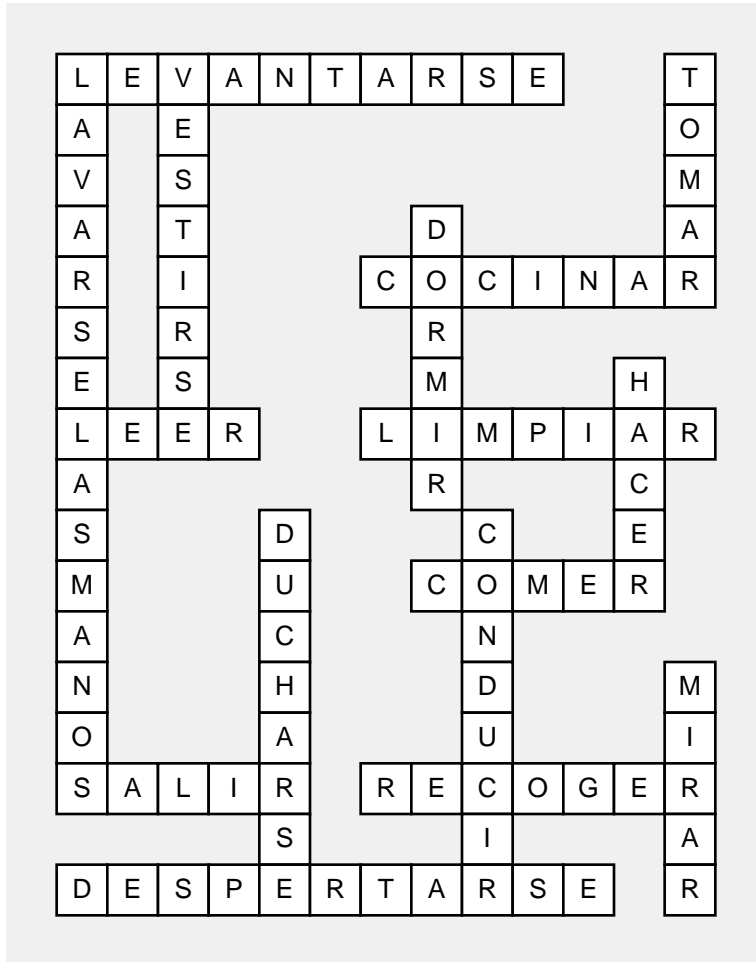 L E V A N T A R S E T
A E O
V S M
A T D A
R I C O C I N A R
S R R
E S M H
L E E R L I M P I A R
A R C
S D C E
M U C O M E R
A C N
N H D M
O A U I
S A L I R R E C O G E R
S I A
D E S P E R T A R S E R